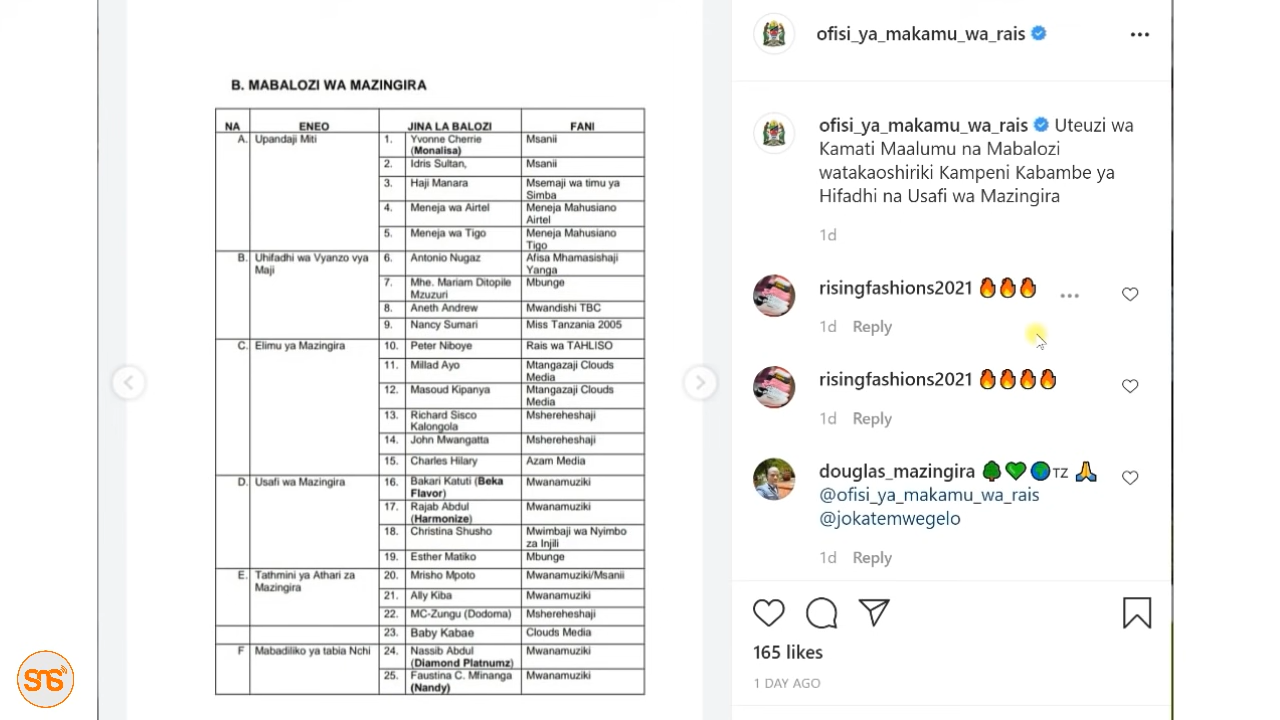 B. MABALOZI WA MAZINGIRA
NA ENEO JINA LA BALOZI FANI
A. Upandaji Miti 1. Yvonne Cherrie Msanii
(Monalisa)
2. Idris Sultan, Msanii
3. Haji Manara Msemaji wa timu ya
Simba
4. Meneja wa Airtel Meneja Mahusiano
Airtel
5. Meneja wa Tigo Meneja Mahusiano
Tigo
B. Uhifadhi wa Vyanzo vya 6. Antonio Nugaz Afisa Mhamasishaji
Maji Yanga
7. Mhe. Mariam Ditopile Mbunge
Mzuzuri
8. Aneth Andrew Mwandishi TBC
9. Nancy Sumari Miss Tanzania 2005
C. Elimu ya Mazingira 10. Peter Niboye Rais wa TAHLISO
11. Millad Ayo Mtangazaji Clouds
Media
12. Masoud Kipanya Mtangazaji Clouds
Media
13. Richard Sisco Mshereheshaji
Kalongola
14. John Mwangatta Mshereheshaji
15. Charles Hilary Azam Media
D. Usafi wa Mazingira 16. Bakari Katuti (Beka Mwanamuziki
Flavor)
17. Rajab Abdul Mwanamuziki
(Harmonize)
18. Christina Shusho Mwimbaji wa Nyimbo
za Injili
19. Esther Matiko Mbunge
E. Tathmini ya Athari za 20. Mrisho Mpoto Mwanamuziki/Msanii
Mazingira
21. Ally Kiba Mwanamuziki
22. MC-Zungu (Dodoma) Mshereheshaji
23. Baby Kabae Clouds Media
F Mabadiliko ya tabia Nchi 24. Nassib Abdul Mwanamuziki
(Diamond Platnumz)
25. Faustina C. Mfinanga Mwanamuziki
(Nandy)
ofisi_ya_makamu_wa_rais
ofisi_ya_makamu_wa_rais Uteuzi wa
Kamati Maalumu na Mabalozi
watakaoshiriki Kampeni Kabambe ya
Hifadhi na Usafi wa Mazingira
1d
risingfashions2021 🔥🔥🔥
1d Reply
risingfashions2021 🔥🔥🔥🔥
1d Reply
douglas_mazingira 🌳💚🌍TZ 🙏
@ofisi_ya_makamu_wa_rais
@jokatemwegelo
1d Reply
165 likes
1 DAY AGO
SNS